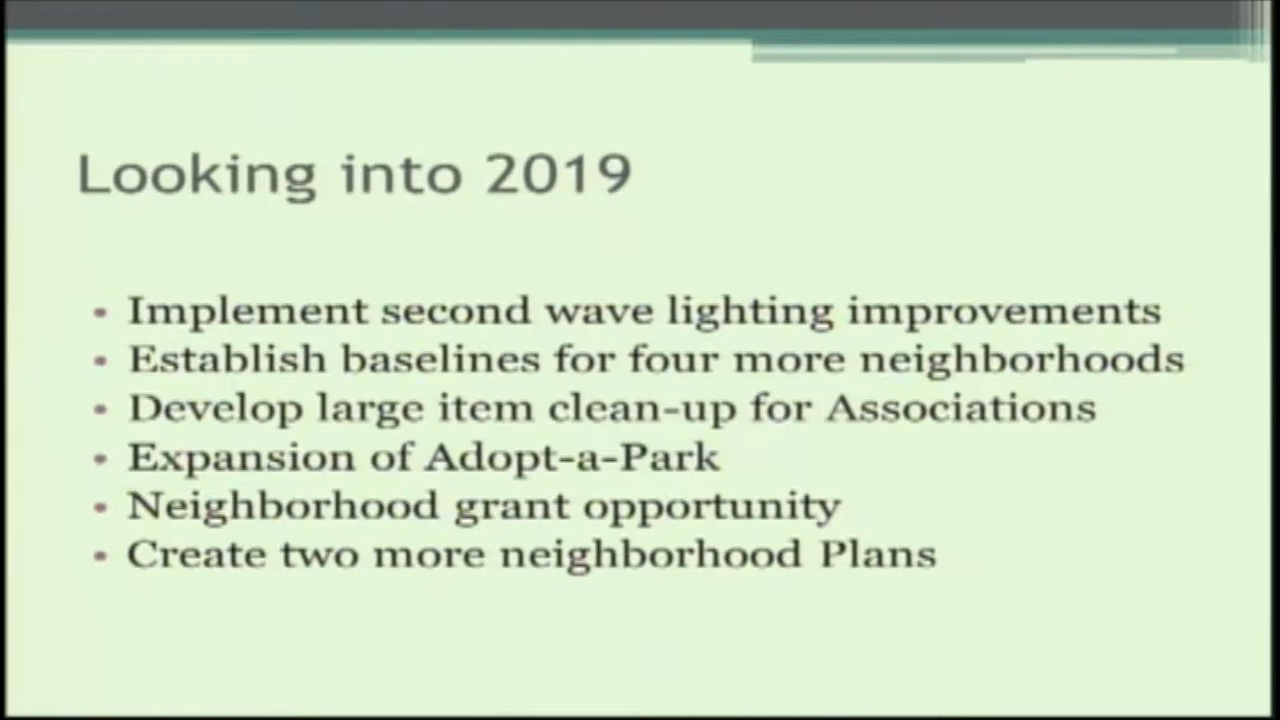 Looking into 2019
• Implement second wave lighting improvements
• Establish baselines for four more neighborhoods
• Develop large item clean-up for Associations
• Expansion of Adopt-a-Park
• Neighborhood grant opportunity
• Create two more neighborhood Plans